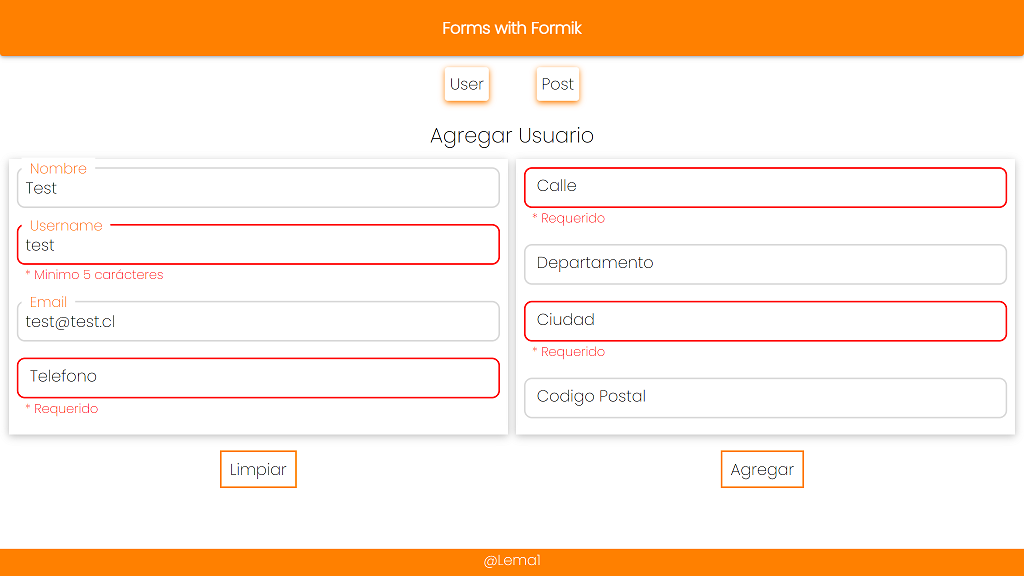 Forms with Formik
User
Post
Agregar Usuario
Nombre
Test
Username
test
* Minimo 5 carácteres
Email
test@test.cl
Telefono
* Requerido
Calle
* Requerido
Departamento
Ciudad
* Requerido
Codigo Postal
Limpiar
Agregar
@Lema1